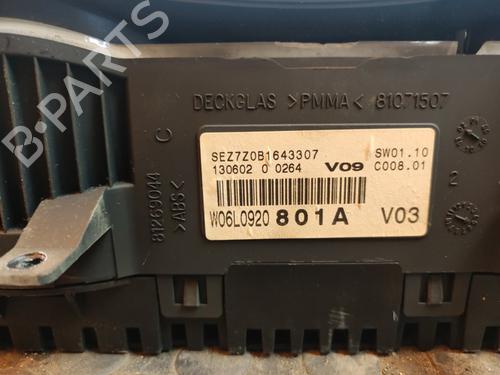 DECKGLAS >PMMA< 81071507
SEZ7Z0B1643307 SW01.10
130602 0 0264 V09 C008.01
W06L0920 801A V03
81269044 C
>ABS<
2
B-PARTS